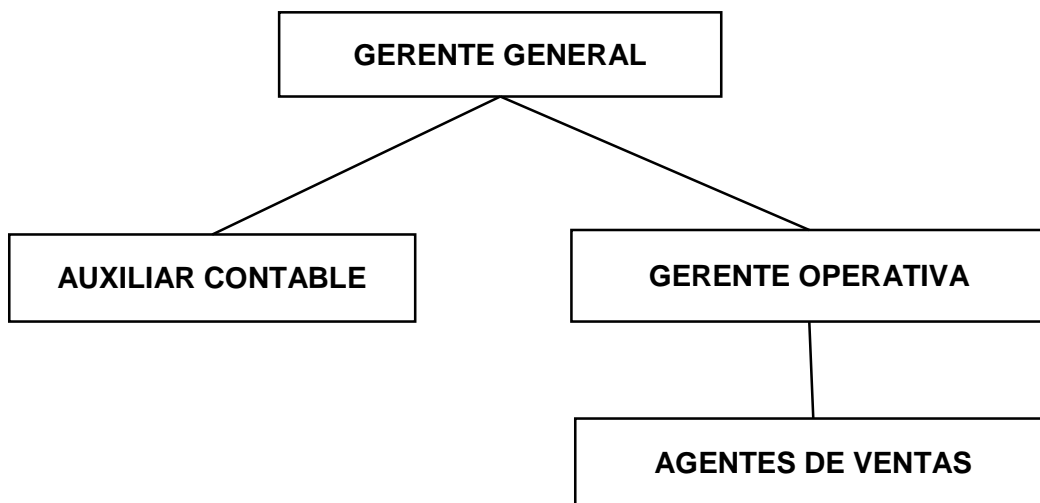 GERENTE GENERAL
AUXILIAR CONTABLE
GERENTE OPERATIVA
AGENTES DE VENTAS